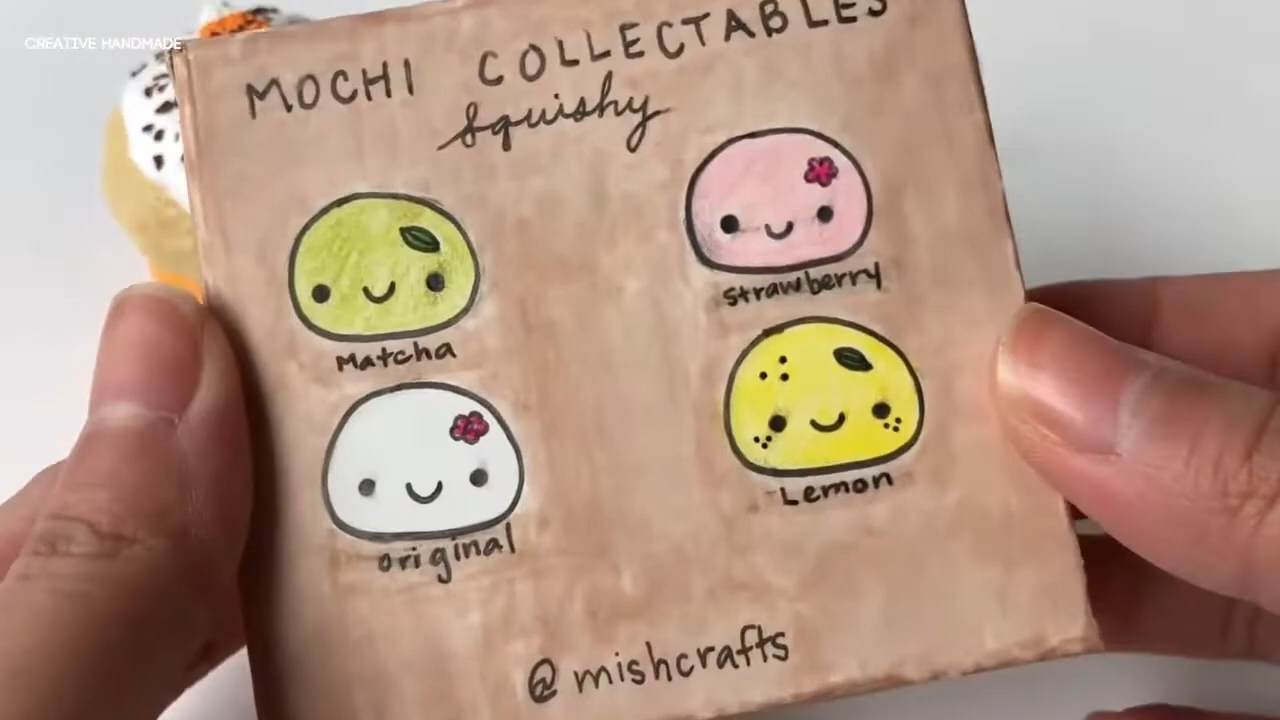 CREATIVE HANDMADE
MOCHI COLLECTABLES
Squishy
Matcha
strawberry
original
Lemon
@mishcrafts